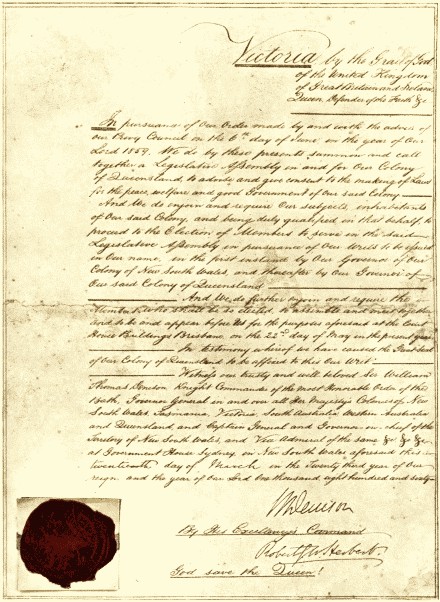 Victoria by the Grace of God
of the United Kingdom
of Great Britain and Ireland
Queen, Defender of the Faith &c
In pursuance of Our Order made by and with the advice of
our Privy Council on the 6th day of June in the year of Our
Lord 1859. We do by these presents summon and call
together a Legislative Assembly in and for Our Colony
of Queensland, to advise and give consent to the making of Laws
for the peace, welfare and good Government of our said Colony.
And We do enjoin and require Our Subjects, inhabitants
of Our said Colony, and being duly qualified in that behalf to
proceed to the Election of Members to serve in the said
Legislative Assembly in pursuance of Our Writs to be issued
in Our name, in the first instance by Our Governor of Our
Colony of New South Wales, and thereafter by Our Governor of
Our said Colony of Queensland
And We do further enjoin and require the
Members who shall be so elected, to assemble and meet together
and to be and appear before Us for the purposes aforesaid at the Court
House Buildings Brisbane, on the 22nd day of May in the present year
In testimony whereof We have caused the Great Seal
of Our Colony of Queensland to be affixed to this Our Writ
Witness our trusty and well beloved Sir William
Thomas Denison Knight Commander of the most Honorable Order of the
Bath, Governor General in and over all Her Majesty's Colonies of New
South Wales, Tasmania, Victoria, South Australia, Western Australia
and Queensland and Captain General and Governor in chief of the
Territory of New South Wales, and Vice Admiral of the same &c &c &c
at Government House Sydney, in New South Wales aforesaid this
twentieth day of March in the Twenty third year of Our
reign and the year of Our Lord One thousand eight hundred and sixty
W Denison
By His Excellency's Command
Robert G W Herbert
God save the Queen!